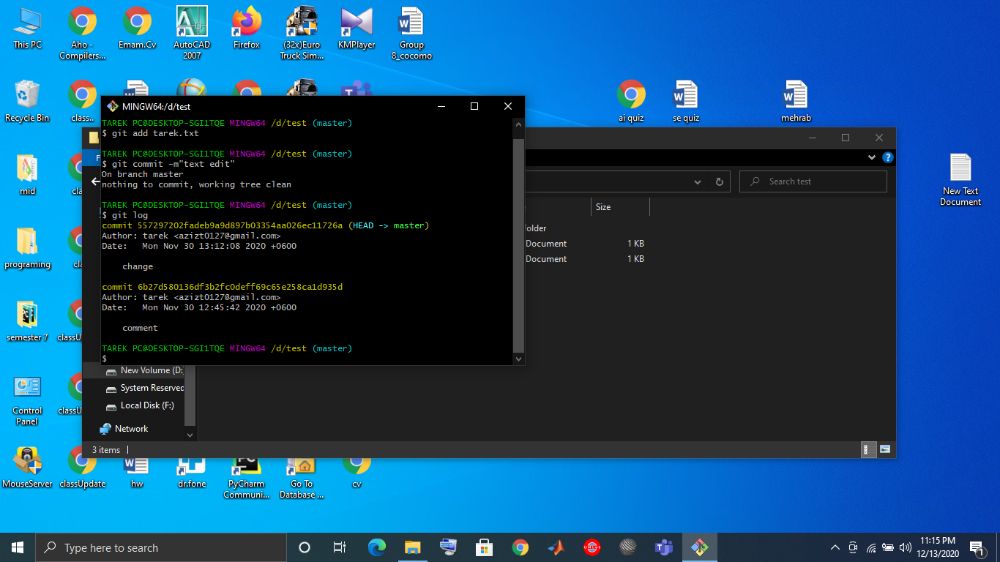 This PC
Aho -
Compilers...
Emam.Cv
AutoCAD
2007
Firefox
(32x)Euro
Truck Sim...
KMPlayer
Group
8_cocomo
Recycle Bin
class..
ai quiz
se quiz
mehrab
MINGW64:/d/test
TAREK PC@DESKTOP-SGI1TQE MINGW64 /d/test (master)
$ git add tarek.txt
TAREK PC@DESKTOP-SGI1TQE MINGW64 /d/test (master)
$ git commit -m"text edit"
On branch master
nothing to commit, working tree clean
TAREK PC@DESKTOP-SGI1TQE MINGW64 /d/test (master)
$ git log
commit 557297202fadeb9a9d897b03354aa026ec11726a (HEAD -> master)
Author: tarek <azizt0127@gmail.com>
Date:   Mon Nov 30 13:12:08 2020 +0600
change
commit 6b27d580136df3b2fc0deff69c65e258ca1d935d
Author: tarek <azizt0127@gmail.com>
Date:   Mon Nov 30 12:45:42 2020 +0600
comment
TAREK PC@DESKTOP-SGI1TQE MINGW64 /d/test (master)
$
F
Search test
Size
folder
Document 1 KB
Document 1 KB
New Volume (D:
System Reserved
Local Disk (F:)
Network
3 items
New Text
Document
mid
cla
programing
cla
semester 7
classU
Control
Panel
classU
MouseServer
classUpdate
hw
dr.fone
PyCharm
Communi...
Go To
Database ...
cv
Type here to search
11:15 PM
12/13/2020
1